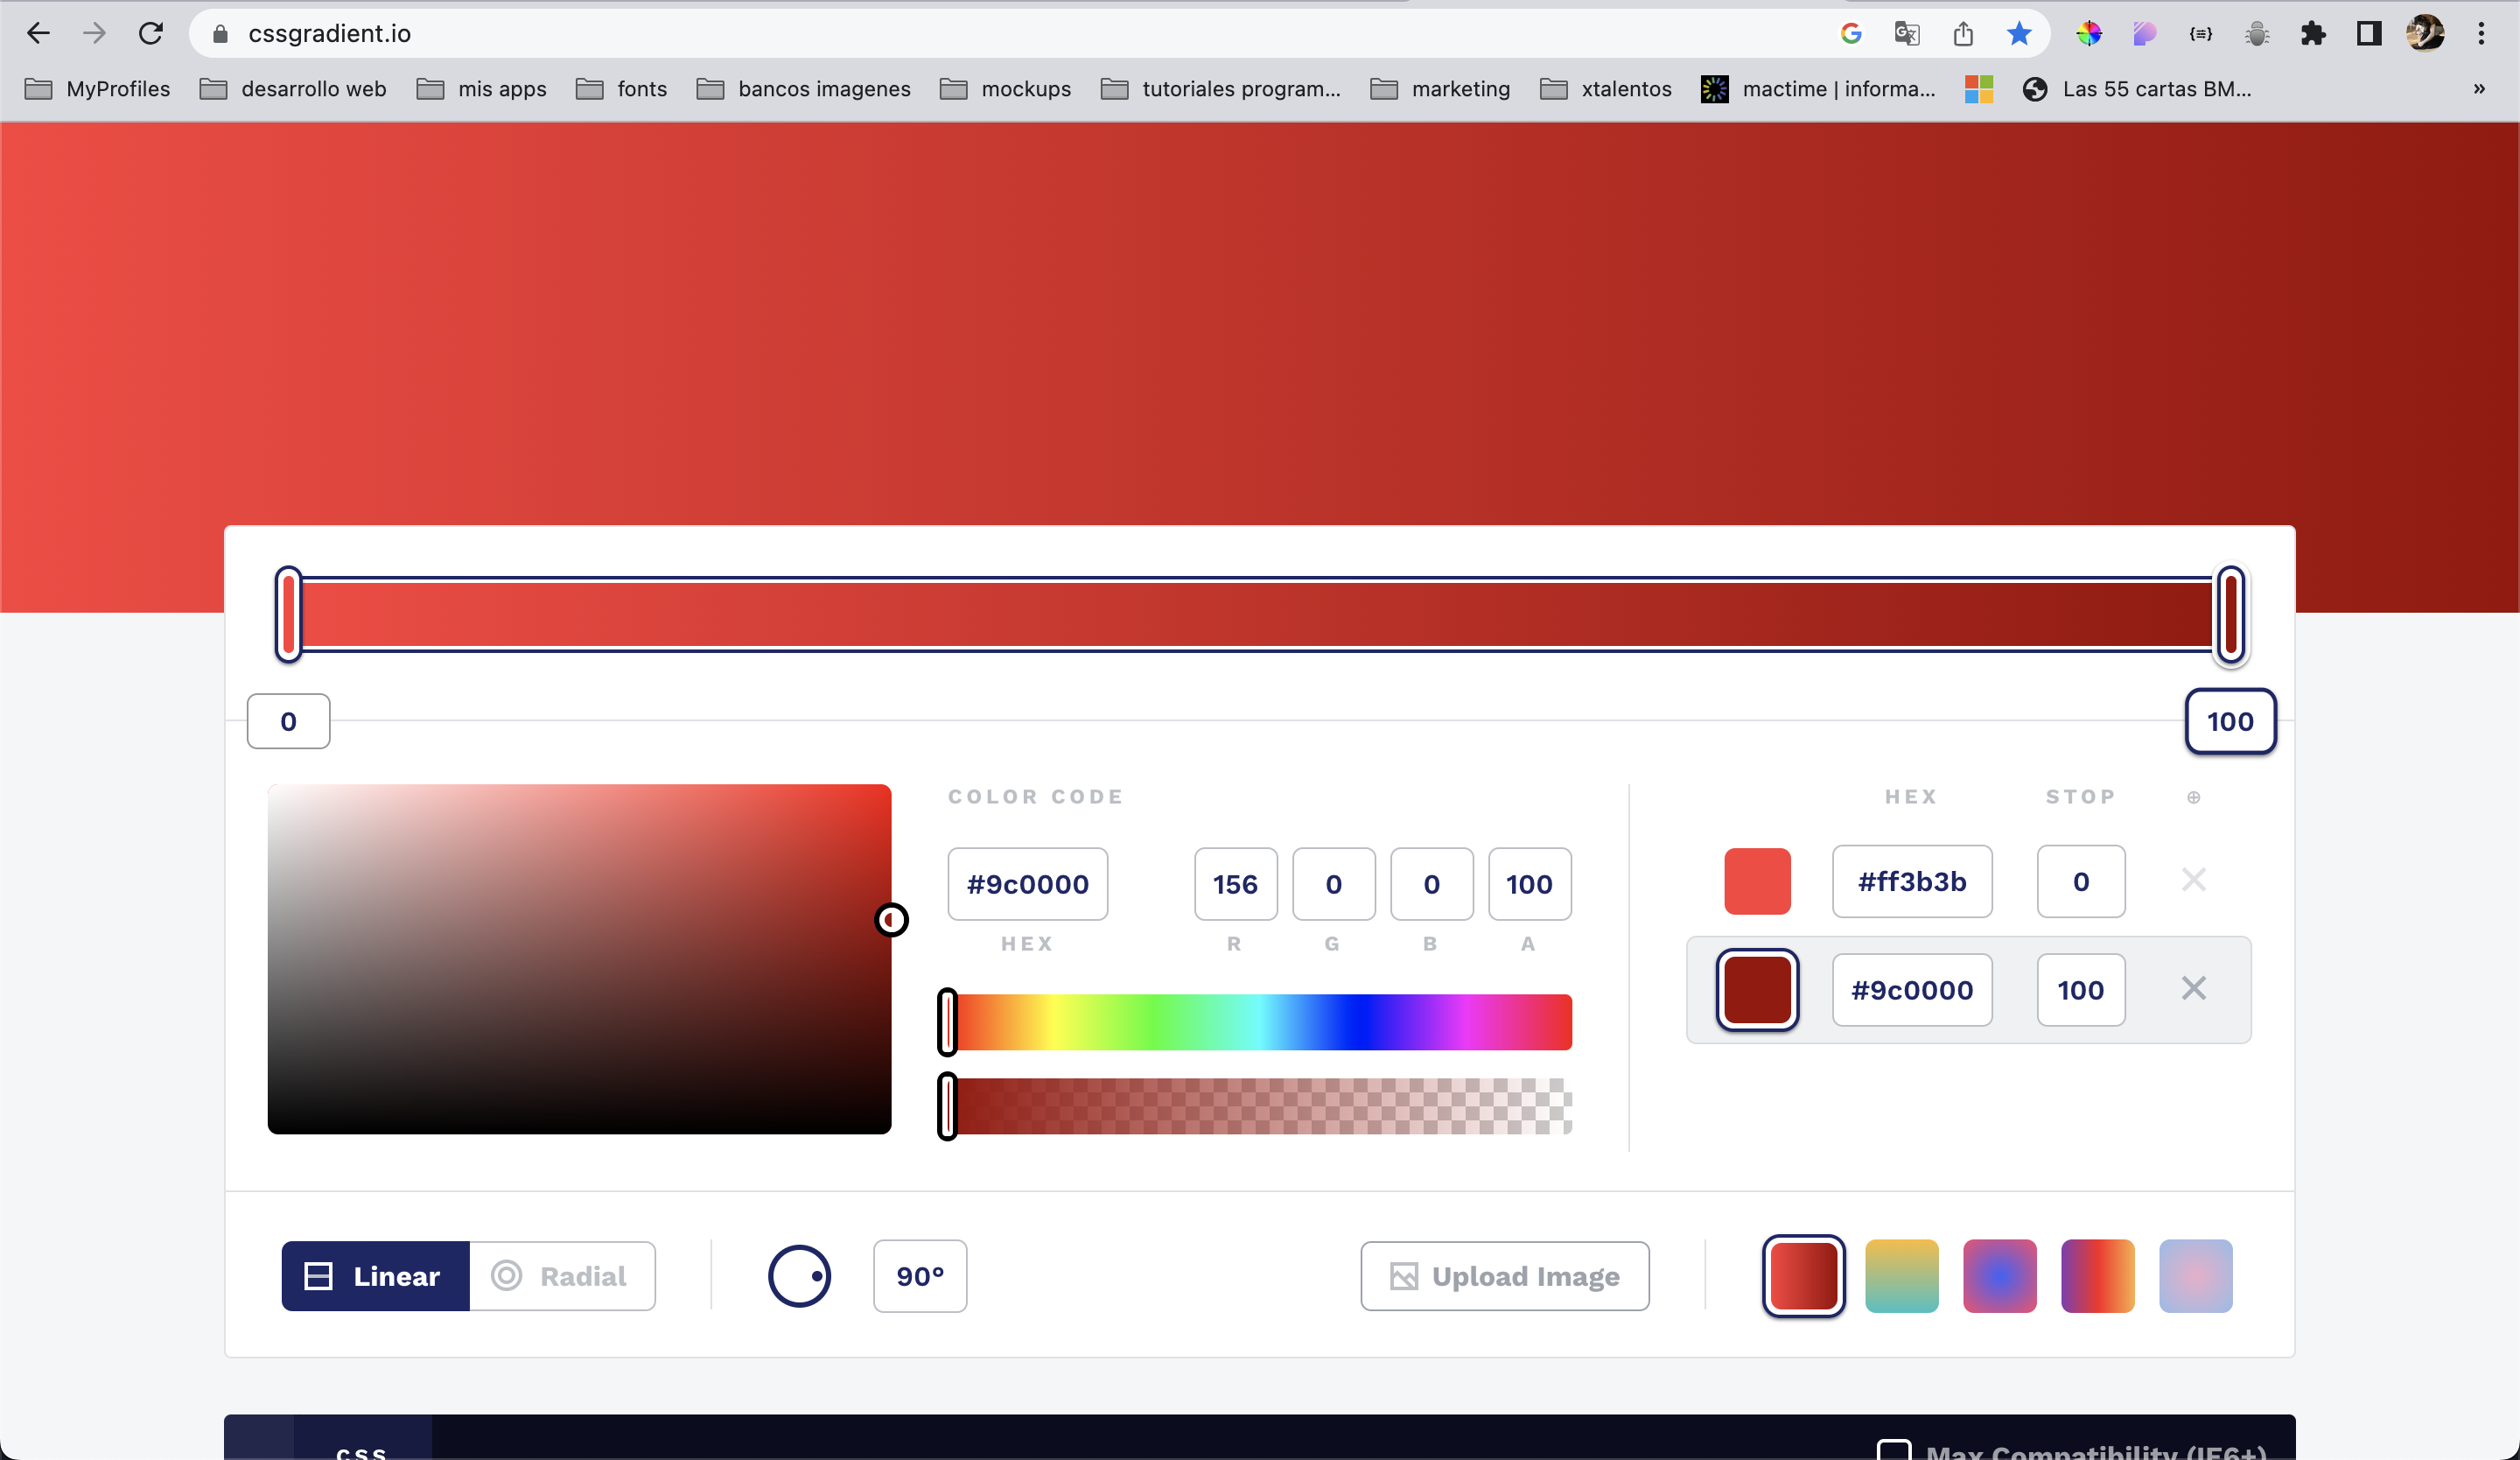 cssgradient.io
MyProfiles desarrollo web mis apps fonts bancos imagenes mockups tutoriales program... marketing xtalentos mactime | informa... Las 55 cartas BM... »
0 100
COLOR CODE HEX STOP
#9c0000 156 0 0 100 #ff3b3b 0
HEX R G B A
#9c0000 100
Linear Radial 90° Upload Image
css Max Compatibility (IE6+)